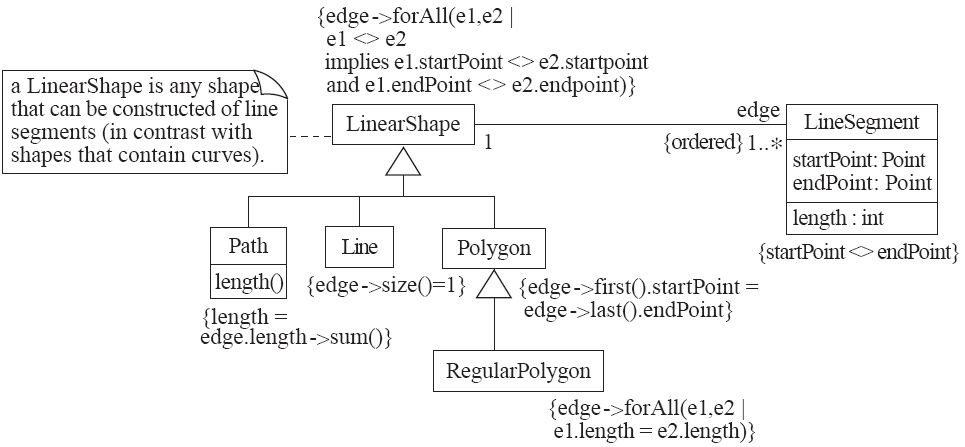 {edge->forAll(e1,e2 |
e1 <> e2
implies e1.startPoint <> e2.startpoint
and e1.endPoint <> e2.endpoint)}
a LinearShape is any shape
that can be constructed of line
segments (in contrast with
shapes that contain curves).
LinearShape
1
edge
{ordered} 1..*
LineSegment
startPoint: Point
endPoint: Point
length : int
{startPoint <> endPoint}
Path
length()
{length =
edge.length->sum()}
Line
{edge->size()=1}
Polygon
{edge->first().startPoint =
edge->last().endPoint}
RegularPolygon
{edge->forAll(e1,e2 |
e1.length = e2.length)}